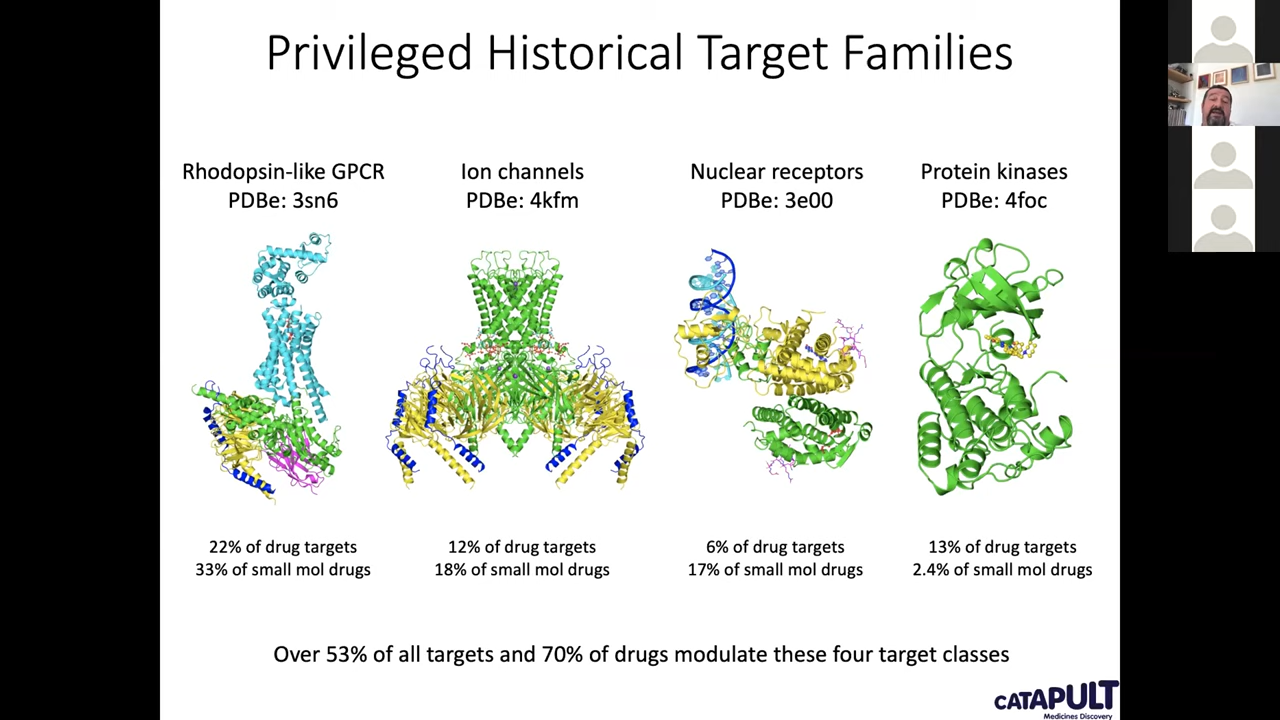 Privileged Historical Target Families
Rhodopsin-like GPCR
PDBe: 3sn6
Ion channels
PDBe: 4kfm
Nuclear receptors
PDBe: 3e00
Protein kinases
PDBe: 4foc
22% of drug targets
33% of small mol drugs
12% of drug targets
18% of small mol drugs
6% of drug targets
17% of small mol drugs
13% of drug targets
2.4% of small mol drugs
Over 53% of all targets and 70% of drugs modulate these four target classes
CATAPULT
Medicines Discovery